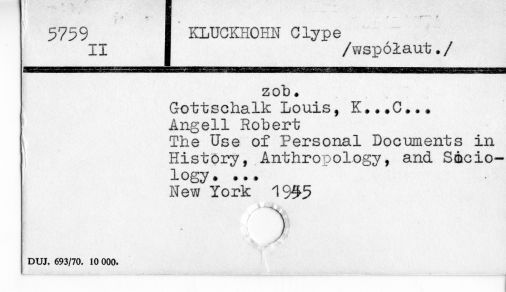 5759
II
KLUCKHOHN Clype
/współaut./
zob.
Gottschalk Louis, K...C...
Angell Robert
The Use of Personal Documents in
History, Anthropology, and Socio-
logy. ...
New York 1945
DUJ. 693/70. 10 000.